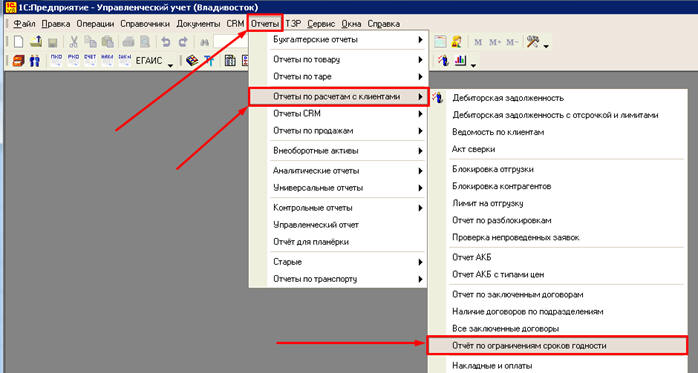 1С:Предприятие - Управленческий учет (Владивосток)
Файл Правка Операции Справочники Документы CRM Отчеты ТЗР Сервис Окна Справка
M M+ M-
ПКО РКО СЧЕТ НАКЛ ЗАКЛ ЕГАИС
Бухгалтерские отчеты
Отчеты по товару
Отчеты по таре
Отчеты по расчетам с клиентами
Отчеты CRM
Отчеты по продажам
Внеоборотные активы
Аналитические отчеты
Универсальные отчеты
Контрольные отчеты
Управленческий отчет
Отчёт для планёрки
Старые
Отчеты по транспорту
Дебиторская задолженность
Дебиторская задолженность с отсрочкой и лимитами
Ведомость по клиентам
Акт сверки
Блокировка отгрузки
Блокировка контрагентов
Лимит на отгрузку
Отчет по разблокировкам
Проверка непроведенных заявок
Отчет АКБ
Отчет АКБ с типами цен
Отчет по заключенным договорам
Наличие договоров по подразделениям
Все заключенные договоры
Отчёт по ограничениям сроков годности
Накладные и оплаты